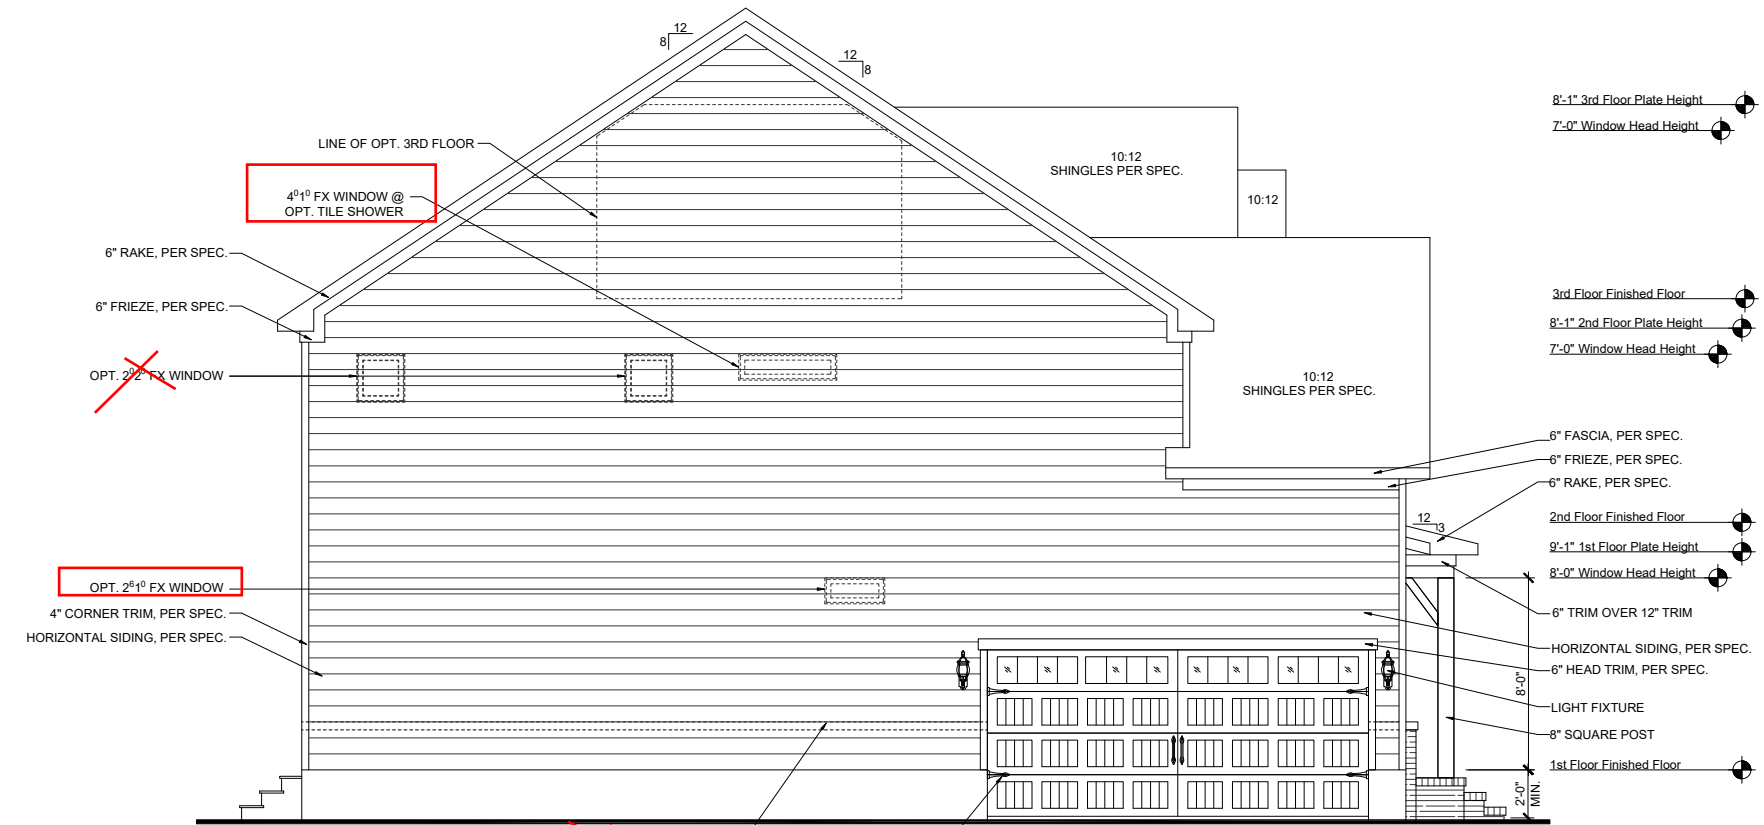 12
8
12
8
8'-1" 3rd Floor Plate Height
7'-0" Window Head Height
LINE OF OPT. 3RD FLOOR
10:12
SHINGLES PER SPEC.
4⁰1⁰ FX WINDOW @
OPT. TILE SHOWER
10:12
6" RAKE, PER SPEC.
6" FRIEZE, PER SPEC.
3rd Floor Finished Floor
8'-1" 2nd Floor Plate Height
7'-0" Window Head Height
OPT. 2⁰2⁰ FX WINDOW
10:12
SHINGLES PER SPEC.
6" FASCIA, PER SPEC.
6" FRIEZE, PER SPEC.
6" RAKE, PER SPEC.
12
3
2nd Floor Finished Floor
9'-1" 1st Floor Plate Height
8'-0" Window Head Height
OPT. 2⁶1⁰ FX WINDOW
4" CORNER TRIM, PER SPEC.
HORIZONTAL SIDING, PER SPEC.
6" TRIM OVER 12" TRIM
HORIZONTAL SIDING, PER SPEC.
6" HEAD TRIM, PER SPEC.
8'-0"
LIGHT FIXTURE
8" SQUARE POST
1st Floor Finished Floor
2'-0"
MIN.